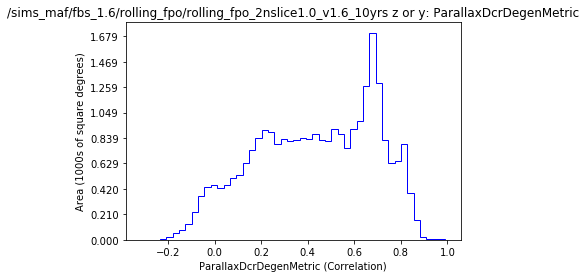 /sims_maf/fbs_1.6/rolling_fpo/rolling_fpo_2nslice1.0_v1.6_10yrs z or y: ParallaxDcrDegenMetric
1.679
1.469
1.259
1.049
0.839
0.629
0.420
0.210
0.000
Area (1000s of square degrees)
−0.2 0.0 0.2 0.4 0.6 0.8 1.0
ParallaxDcrDegenMetric (Correlation)